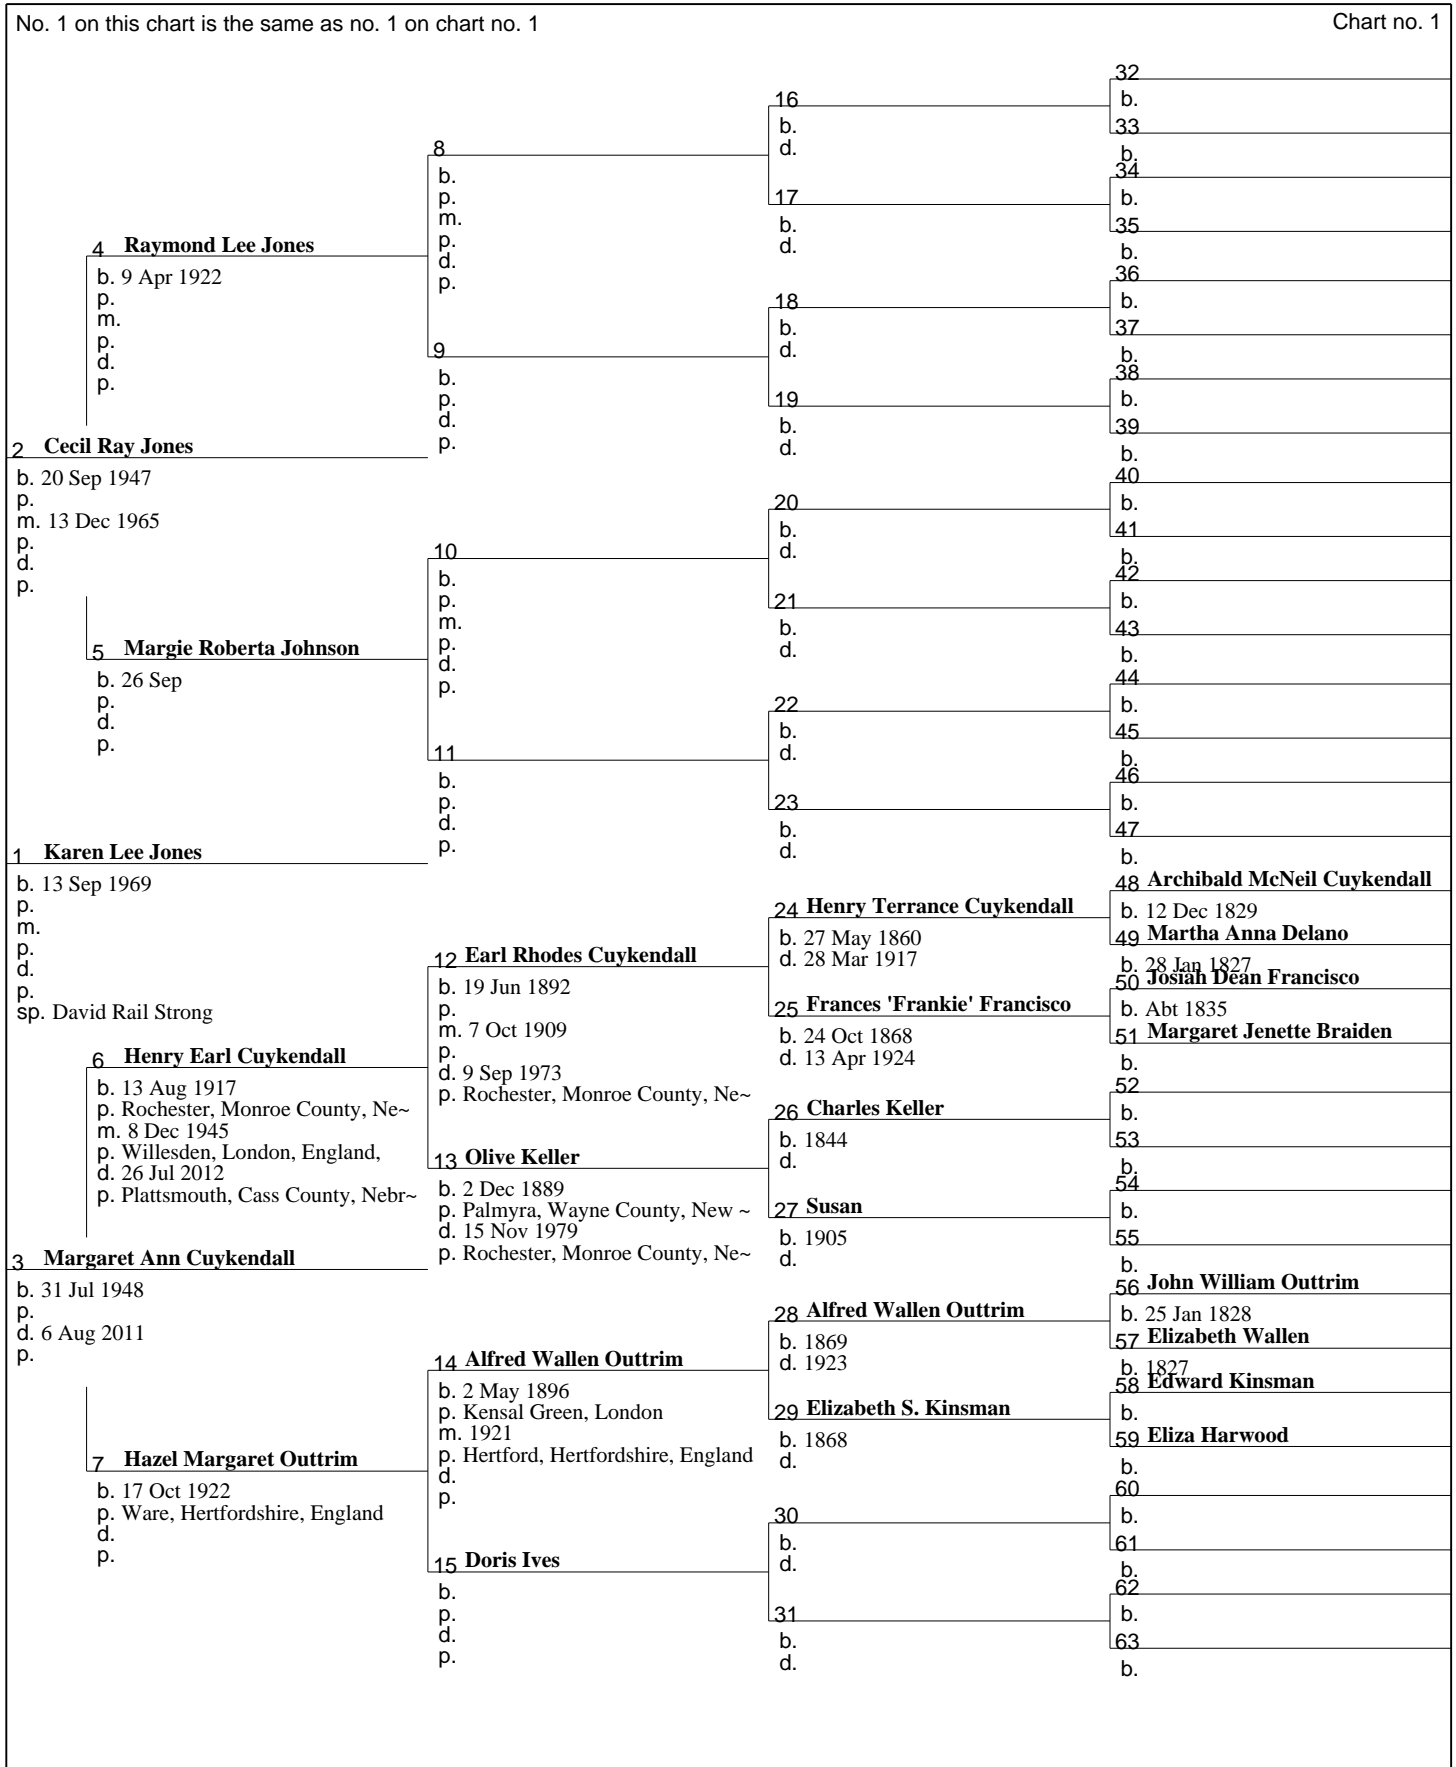 No. 1 on this chart is the same as no. 1 on chart no. 1
Chart no. 1
2 Cecil Ray Jones
b. 20 Sep 1947
p.
m. 13 Dec 1965
p.
d.
p.
1 Karen Lee Jones
b. 13 Sep 1969
p.
m.
p.
d.
p.
sp. David Rail Strong
3 Margaret Ann Cuykendall
b. 31 Jul 1948
p.
d. 6 Aug 2011
p.
4 Raymond Lee Jones
b. 9 Apr 1922
p.
m.
p.
d.
p.
5 Margie Roberta Johnson
b. 26 Sep
p.
d.
p.
6 Henry Earl Cuykendall
b. 13 Aug 1917
p. Rochester, Monroe County, Ne~
m. 8 Dec 1945
p. Willesden, London, England,
d. 26 Jul 2012
p. Plattsmouth, Cass County, Nebr~
7 Hazel Margaret Outtrim
b. 17 Oct 1922
p. Ware, Hertfordshire, England
d.
p.
8
b.
p.
m.
p.
d.
p.
9
b.
p.
d.
p.
10
b.
p.
m.
p.
d.
p.
11
b.
p.
d.
p.
12 Earl Rhodes Cuykendall
b. 19 Jun 1892
p.
m. 7 Oct 1909
p.
d. 9 Sep 1973
p. Rochester, Monroe County, Ne~
13 Olive Keller
b. 2 Dec 1889
p. Palmyra, Wayne County, New ~
d. 15 Nov 1979
p. Rochester, Monroe County, Ne~
14 Alfred Wallen Outtrim
b. 2 May 1896
p. Kensal Green, London
m. 1921
p. Hertford, Hertfordshire, England
d.
p.
15 Doris Ives
b.
p.
d.
p.
16
b.
d.
17
b.
d.
18
b.
d.
19
b.
d.
20
b.
d.
21
b.
d.
22
b.
d.
23
b.
d.
24 Henry Terrance Cuykendall
b. 27 May 1860
d. 28 Mar 1917
25 Frances 'Frankie' Francisco
b. 24 Oct 1868
d. 13 Apr 1924
26 Charles Keller
b. 1844
d.
27 Susan
b. 1905
d.
28 Alfred Wallen Outtrim
b. 1869
d. 1923
29 Elizabeth S. Kinsman
b. 1868
d.
30
b.
d.
31
b.
d.
32
b.
33
b.
34
b.
35
b.
36
b.
37
b.
38
b.
39
b.
40
b.
41
b.
42
b.
43
b.
44
b.
45
b.
46
b.
47
b.
48 Archibald McNeil Cuykendall
b. 12 Dec 1829
49 Martha Anna Delano
b. 28 Jan 1827
50 Josiah Dean Francisco
b. Abt 1835
51 Margaret Jenette Braiden
b.
52
b.
53
b.
54
b.
55
b.
56 John William Outtrim
b. 25 Jan 1828
57 Elizabeth Wallen
b. 1827
58 Edward Kinsman
b.
59 Eliza Harwood
b.
60
b.
61
b.
62
b.
63
b.